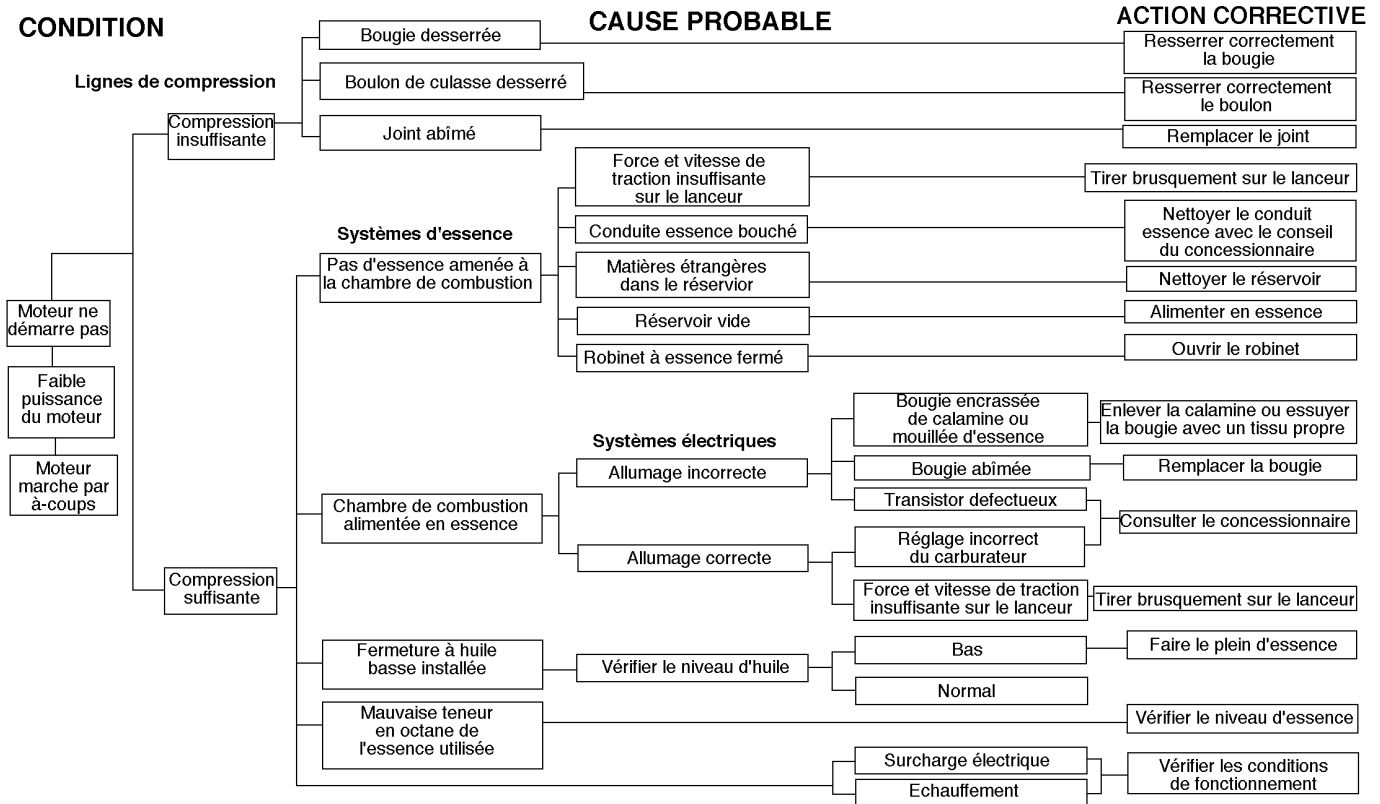 CONDITION
CAUSE PROBABLE
ACTION CORRECTIVE
Lignes de compression
Compression
insuffisante
Bougie desserrée
Resserrer correctement
la bougie
Boulon de culasse desserré
Resserrer correctement
le boulon
Joint abîmé
Remplacer le joint
Moteur ne
démarre pas
Faible
puissance
du moteur
Moteur
marche par
à-coups
Compression
suffisante
Systèmes d'essence
Pas d'essence amenée à
la chambre de combustion
Force et vitesse de
traction insuffisante
sur le lanceur
Tirer brusquement sur le lanceur
Conduite essence bouché
Nettoyer le conduit
essence avec le conseil
du concessionnaire
Matières étrangères
dans le réservior
Nettoyer le réservoir
Réservoir vide
Alimenter en essence
Robinet à essence fermé
Ouvrir le robinet
Chambre de combustion
alimentée en essence
Systèmes électriques
Allumage incorrecte
Bougie encrassée
de calamine ou
mouillée d'essence
Enlever la calamine ou essuyer
la bougie avec un tissu propre
Bougie abîmée
Remplacer la bougie
Transistor defectueux
Consulter le concessionnaire
Allumage correcte
Réglage incorrect
du carburateur
Force et vitesse de traction
insuffisante sur le lanceur
Tirer brusquement sur le lanceur
Fermeture à huile
basse installée
Vérifier le niveau d'huile
Bas
Faire le plein d'essence
Normal
Mauvaise teneur
en octane de
l'essence utilisée
Vérifier le niveau d'essence
Surcharge électrique
Echauffement
Vérifier les conditions
de fonctionnement